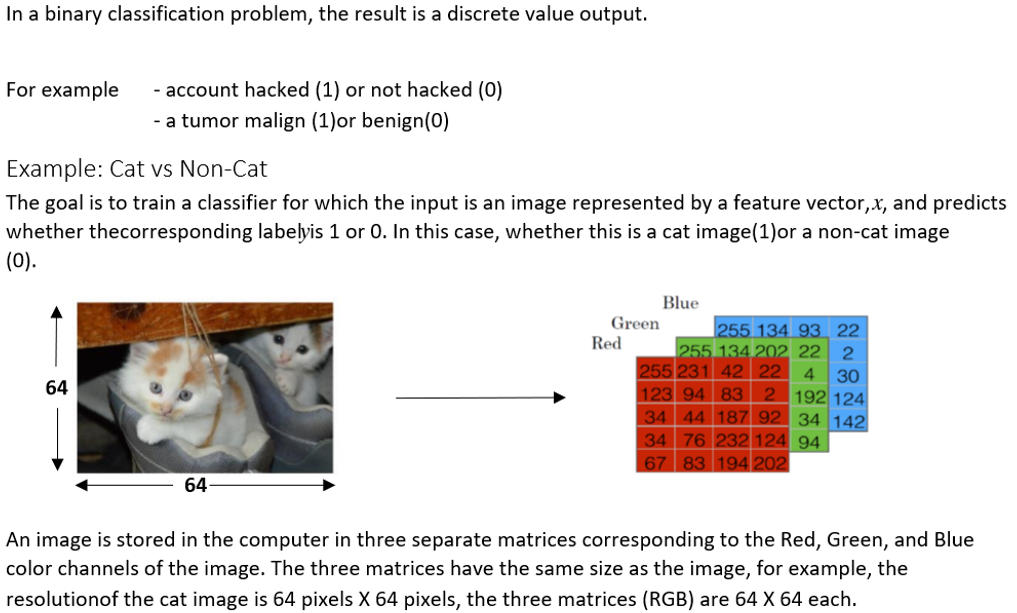 In a binary classification problem, the result is a discrete value output.
For example - account hacked (1) or not hacked (0)
- a tumor malign (1)or benign(0)
Example: Cat vs Non-Cat
The goal is to train a classifier for which the input is an image represented by a feature vector,x, and predicts
whether thecorresponding labelyis 1 or 0. In this case, whether this is a cat image(1)or a non-cat image
(0).
Blue
Green
Red
255 134 93 22
255 134 202 22 2
255 231 42 22 4 30
123 94 83 2 192 124
34 44 187 92 34 142
34 76 232 124 94
67 83 194 202
64
64
An image is stored in the computer in three separate matrices corresponding to the Red, Green, and Blue
color channels of the image. The three matrices have the same size as the image, for example, the
resolutionof the cat image is 64 pixels X 64 pixels, the three matrices (RGB) are 64 X 64 each.